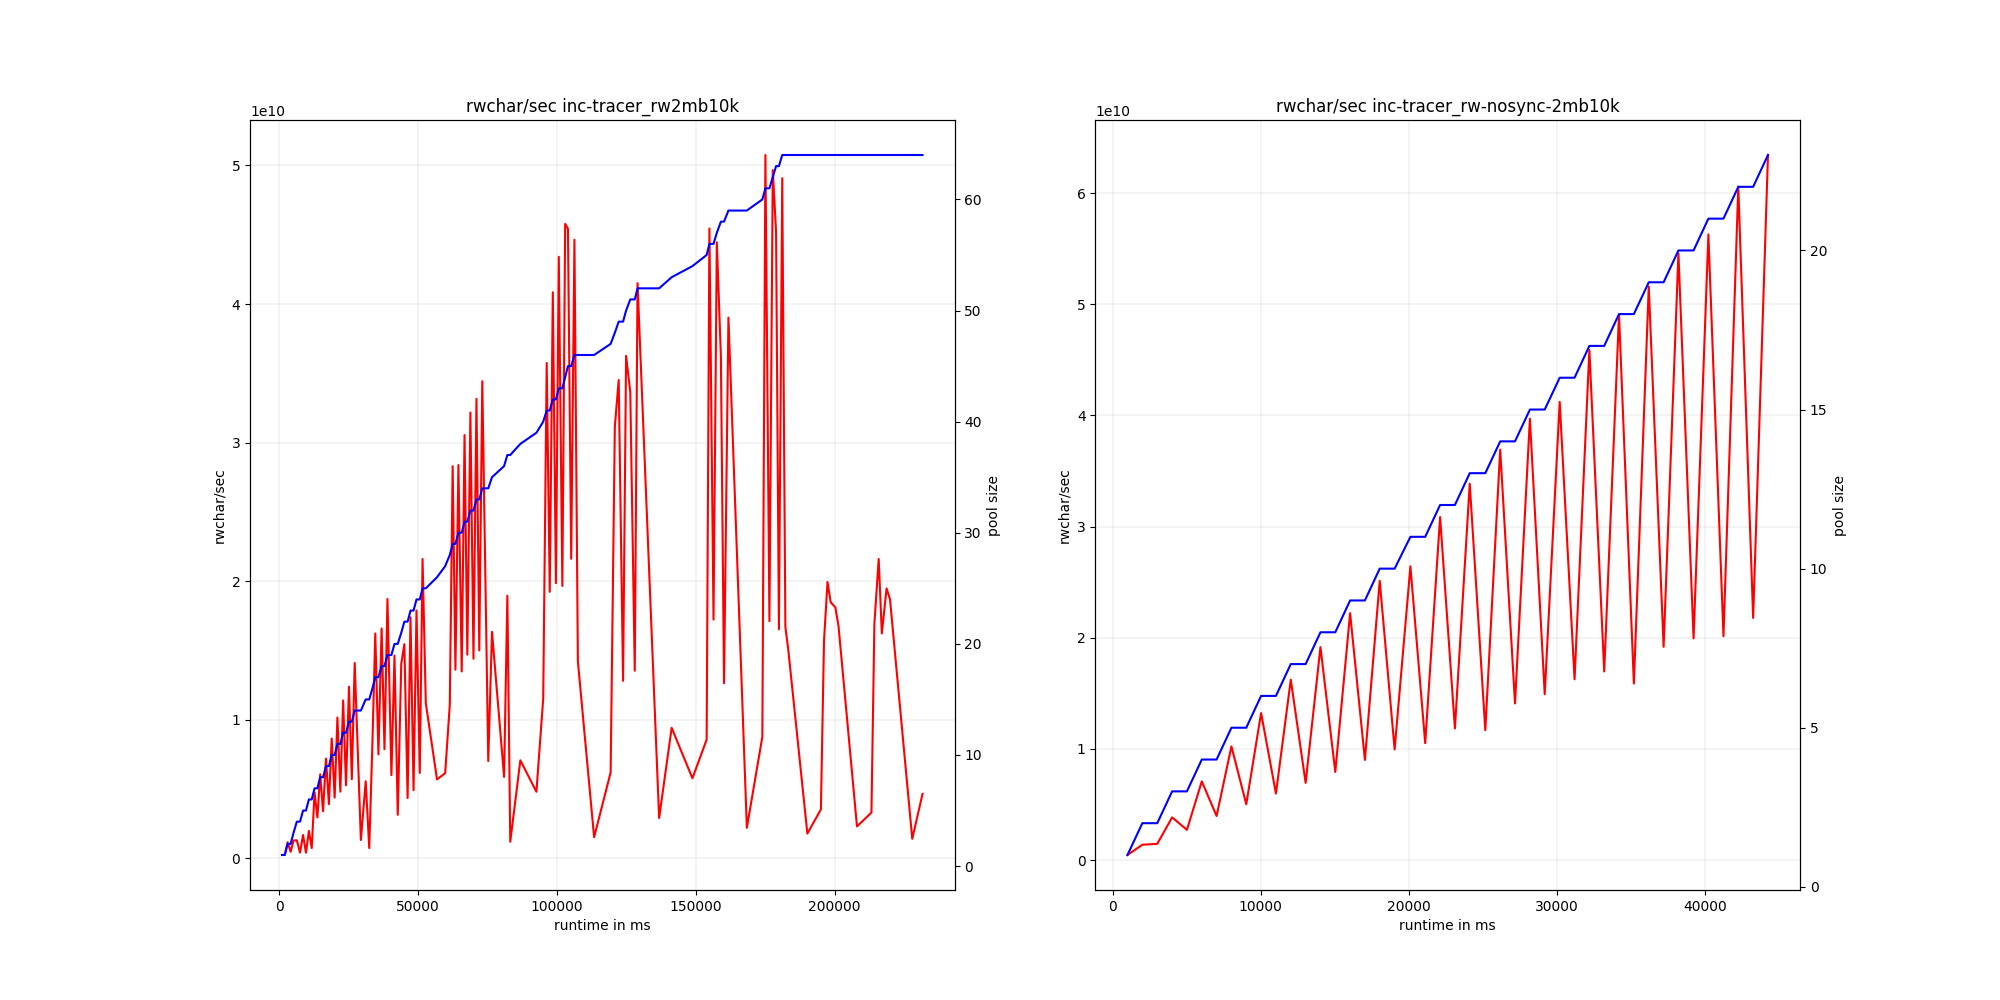 rwchar/sec inc-tracer_rw2mb10k
1e10
5
4
3
2
1
0
rwchar/sec
60
50
40
30
20
10
0
pool size
0 50000 100000 150000 200000
runtime in ms
rwchar/sec inc-tracer_rw-nosync-2mb10k
1e10
6
5
4
3
2
1
0
rwchar/sec
20
15
10
5
0
pool size
0 10000 20000 30000 40000
runtime in ms